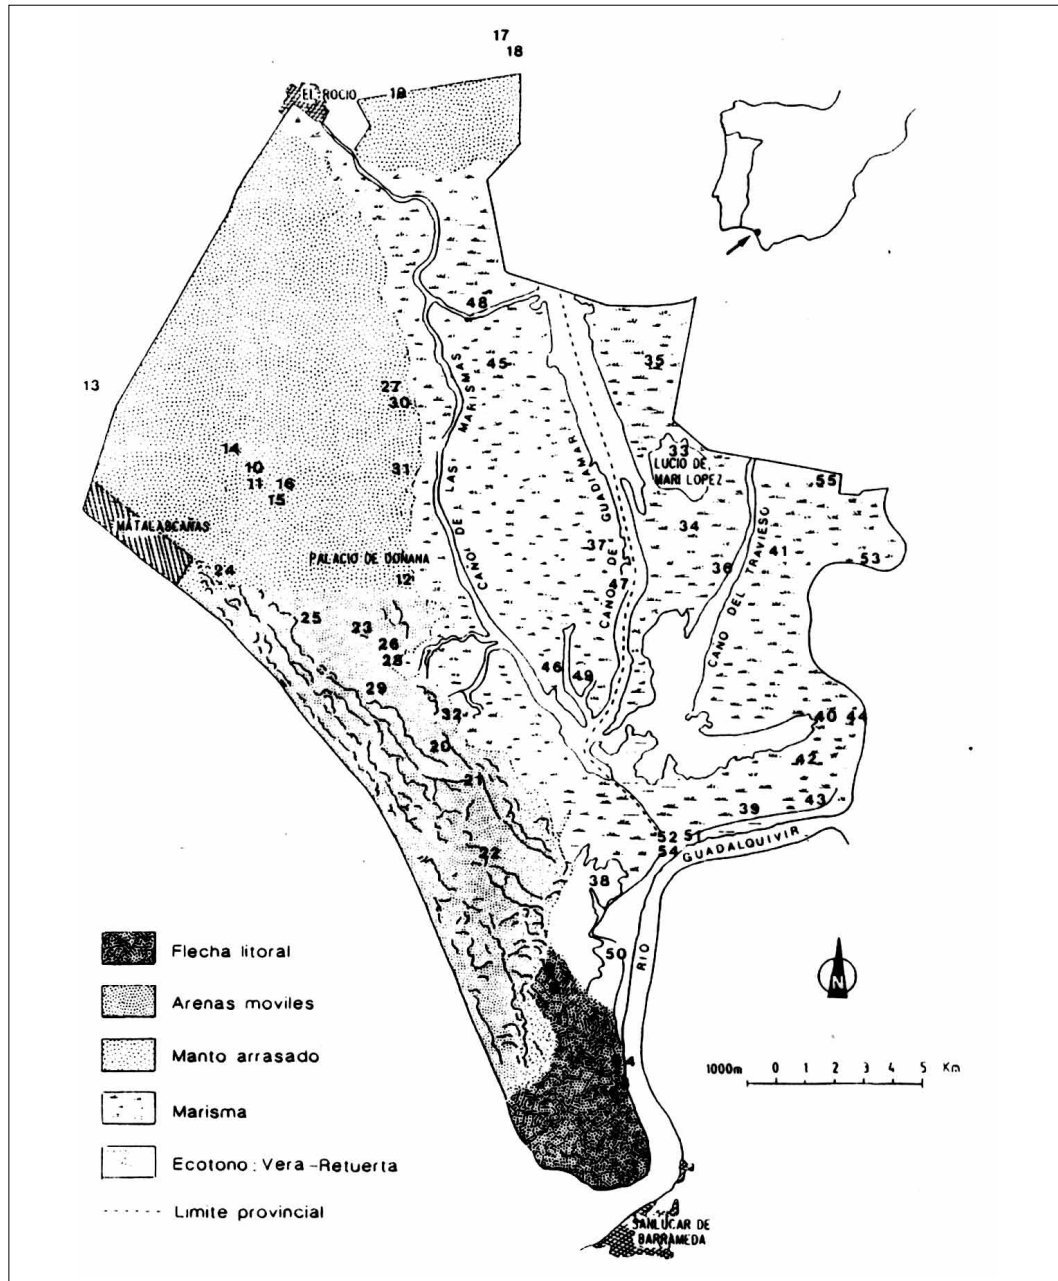 17
18
EL ROCIO
19
48
35
45
13
27
30
CAÑO DE LAS MARISMAS
CAÑO DE GUADIAMAR
14
10
11
16
15
31
33
LUCIO DE
MARI LOPEZ
55
34
37
36
41
53
CAÑO DEL TRAVIESO
MATALASCAÑAS
24
PALACIO DE DOÑANA
12
47
25
23
26
28
46
49
29
32
40
44
20
21
42
43
39
52
51
54
GUADALQUIVIR
RIO
22
38
50
N
Flecha litoral
Arenas moviles
Manto arrasado
Marisma
Ecotono: Vera-Retuerta
Limite provincial
1000m 0 1 2 3 4 5 Km
SANLUCAR DE
BARRAMEDA